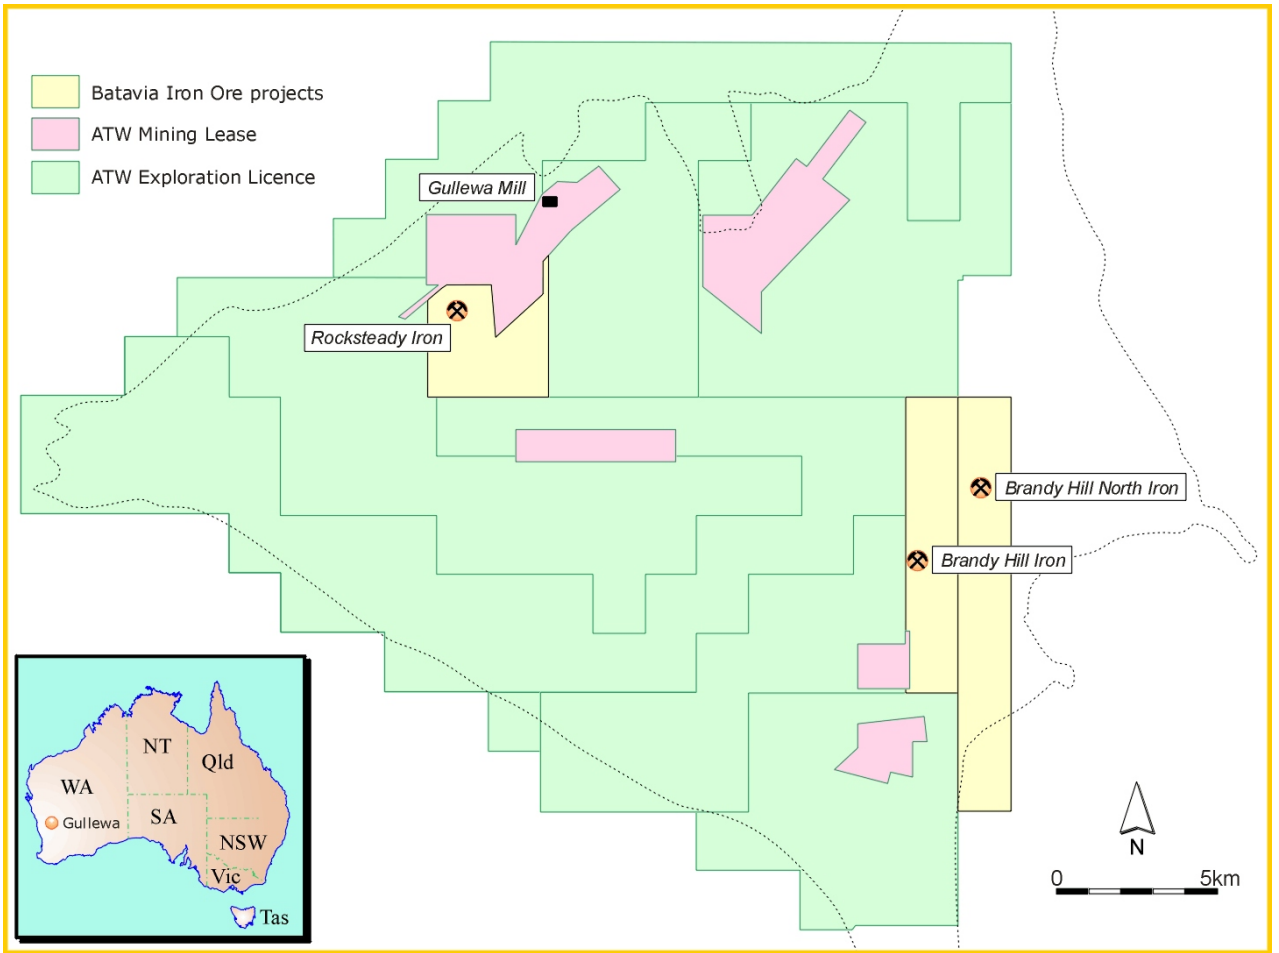 Batavia Iron Ore projects
ATW Mining Lease
ATW Exploration Licence
Gullewa Mill
Rocksteady Iron
Brandy Hill North Iron
Brandy Hill Iron
NT
Qld
WA
SA
Gullewa
NSW
Vic
Tas
N
0 5km